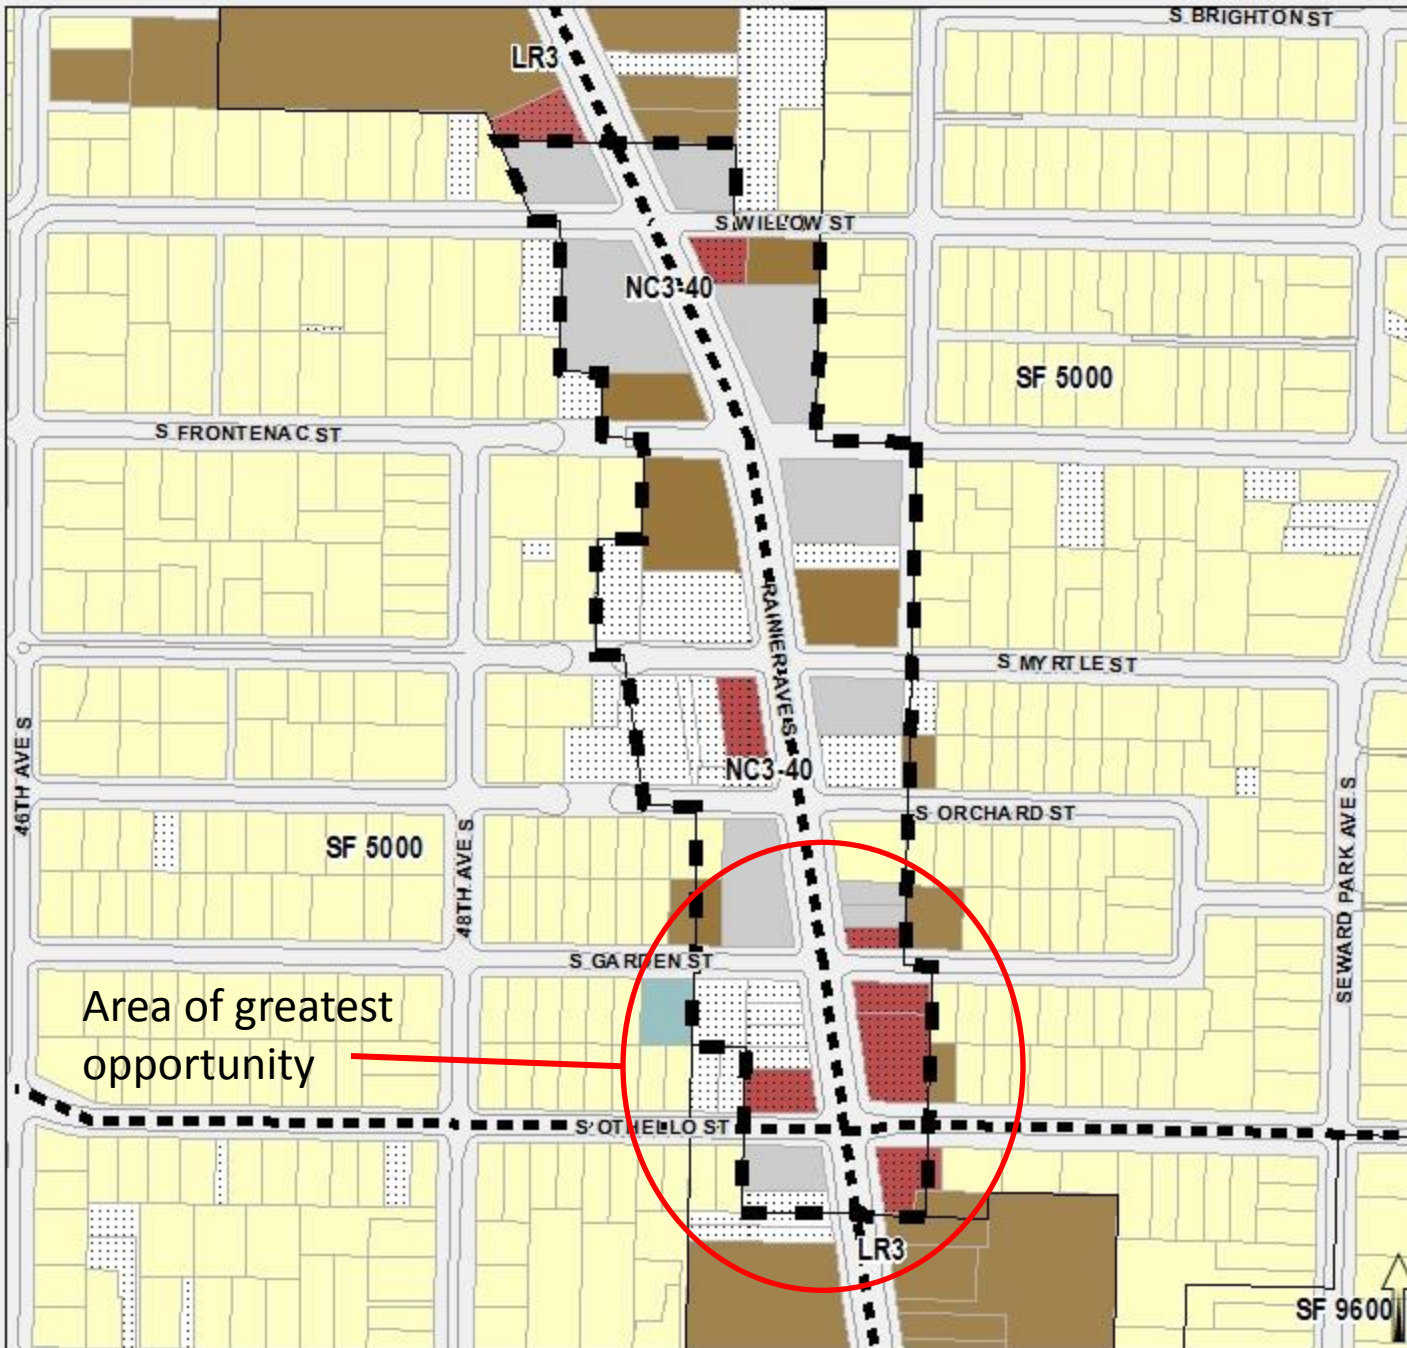 S BRIGHTON ST
LR3
S WILLOW ST
NC3-40
SF 5000
S FRONTENAC ST
RAINIER AVE S
S MYRTLE ST
46TH AVE S
NC3-40
S ORCHARD ST
SF 5000
48TH AVE S
SEWARD PARK AVE S
S GARDEN ST
Area of greatest
opportunity
S OTHELLO ST
LR3
SF 9600